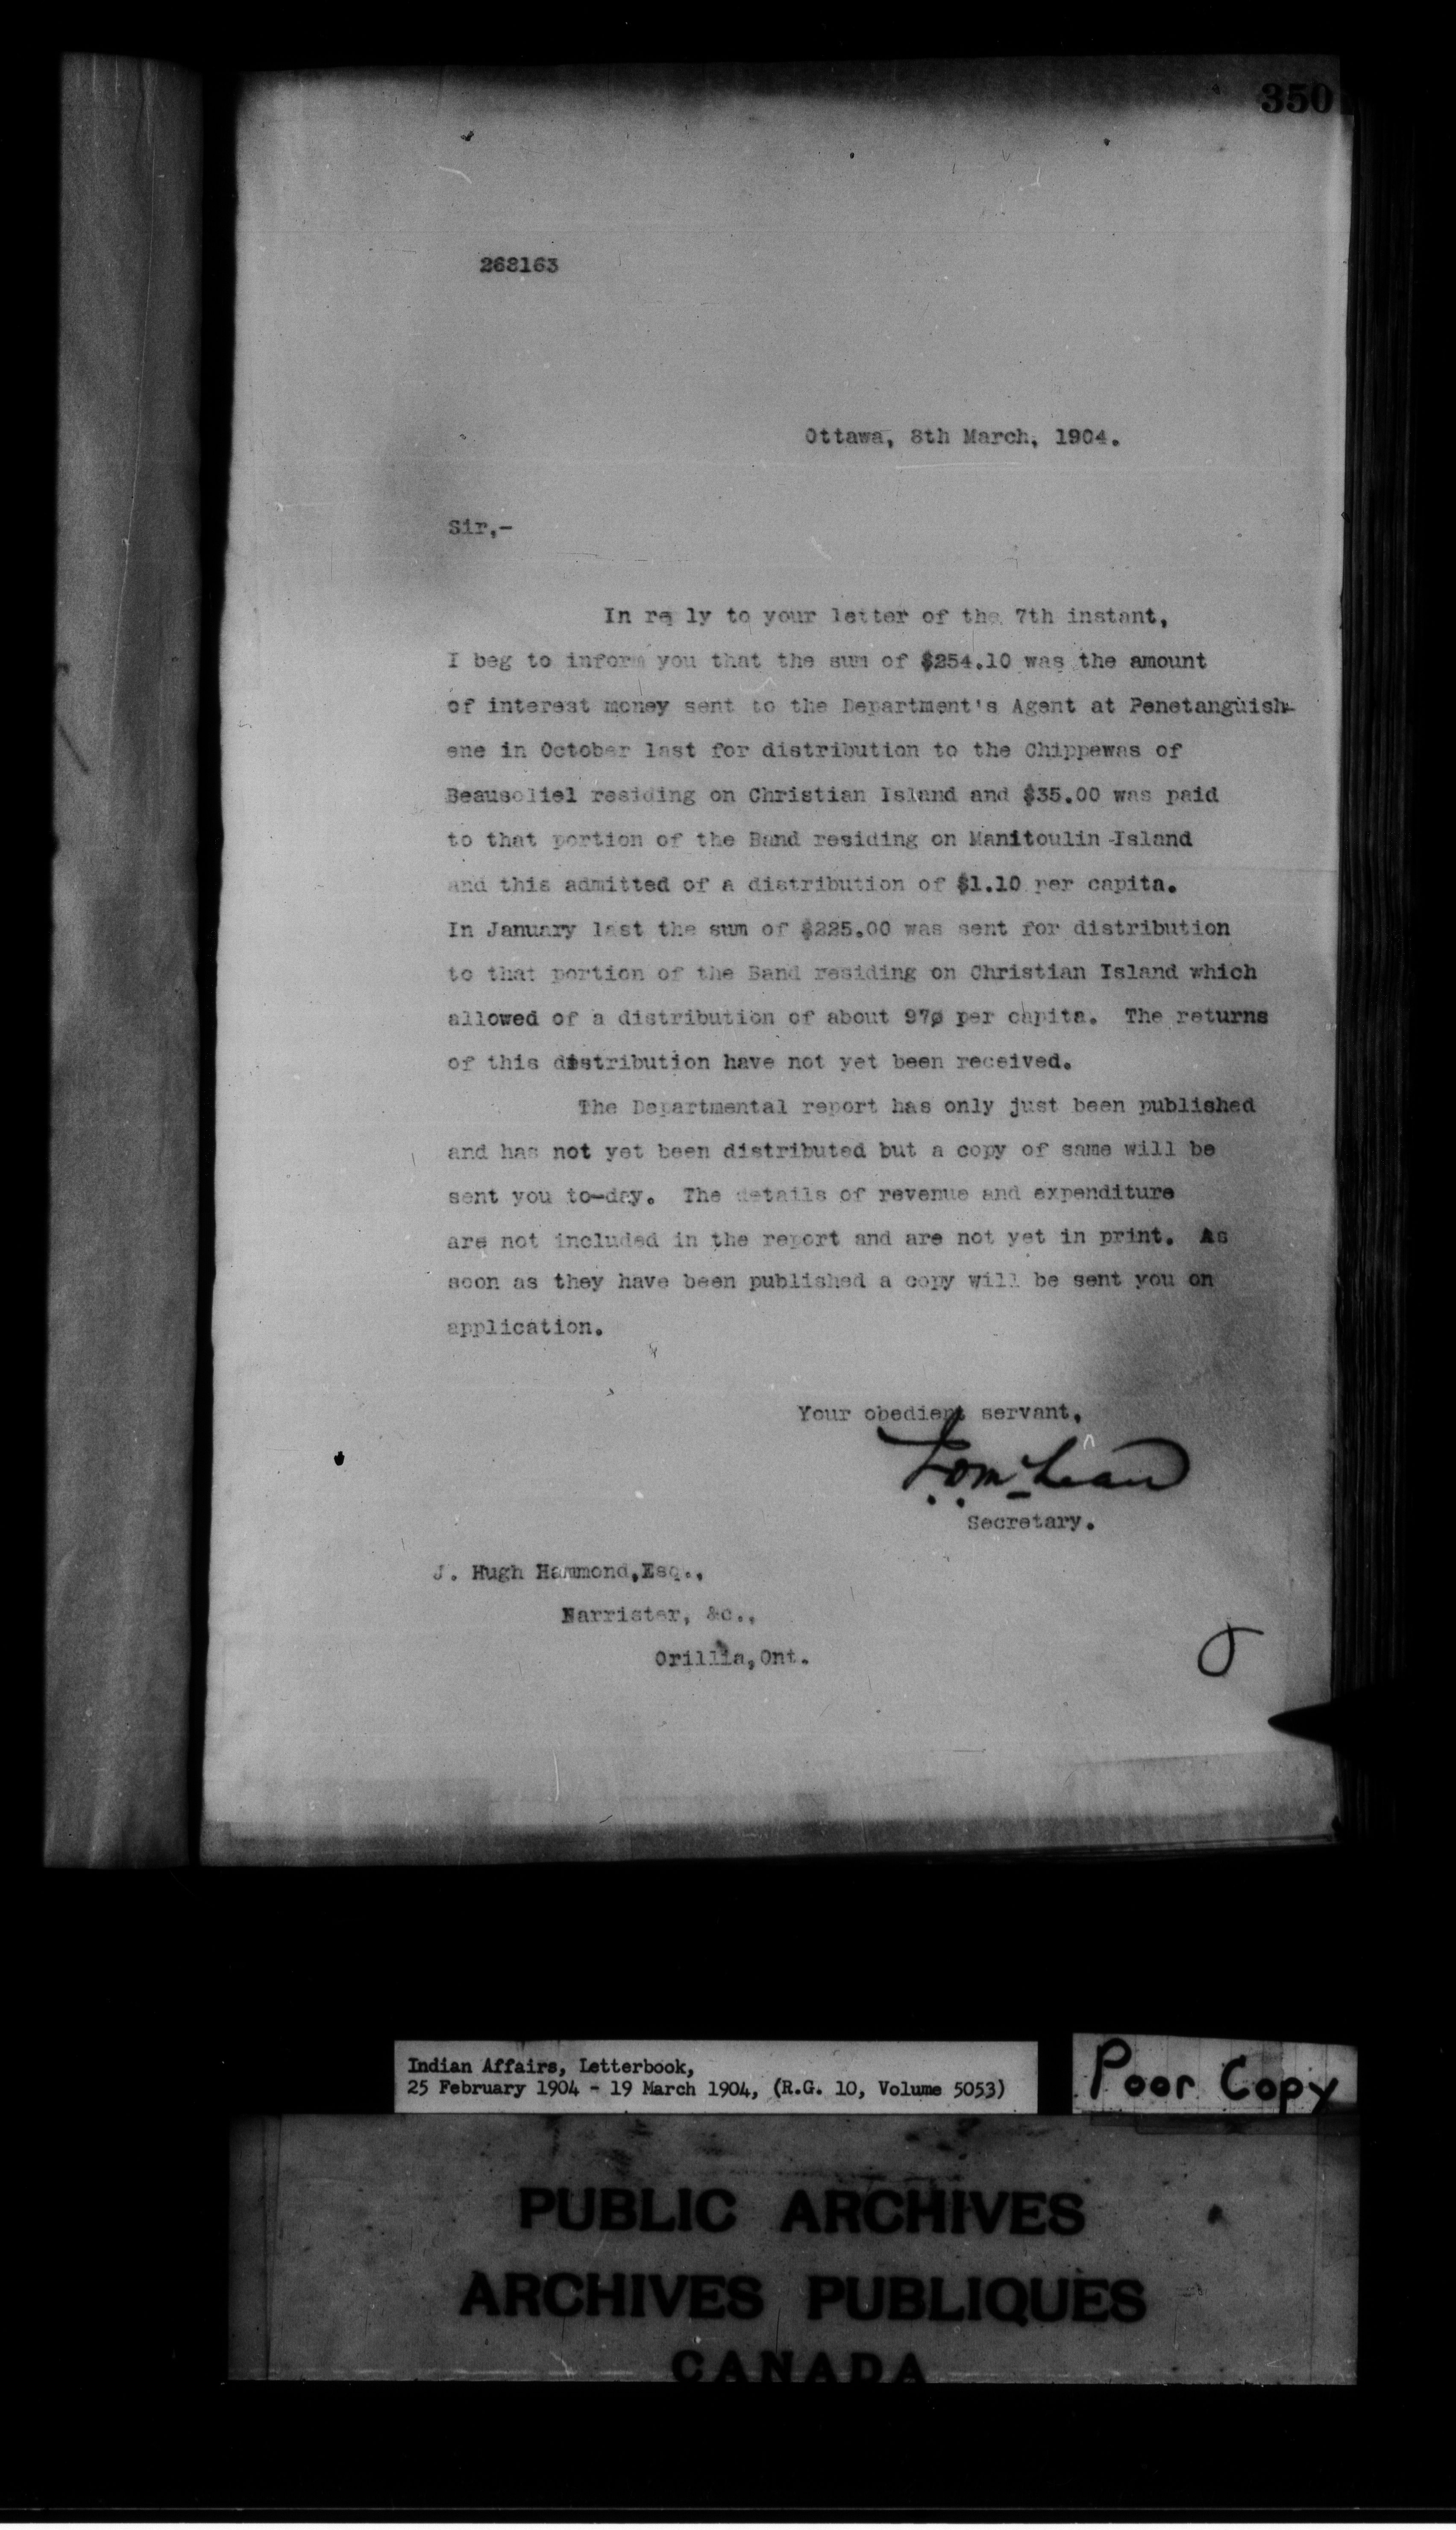 350
268163
Ottawa, 8th March, 1904.
Sir,-
In re ly to your letter of the 7th instant,
I beg to inform you that the sum of $254.10 was the amount
of interest money sent to the Department's Agent at Penetanguish-
ene in October last for distribution to the Chippewas of
Beausoliel residing on Christian Island and $35.00 was paid
to that portion of the Band residing on Manitoulin Island
and this admitted of a distribution of $1.10 per capita.
In January last the sum of $225.00 was sent for distribution
to that portion of the Band residing on Christian Island which
allowed of a distribution of about 97¢ per capita. The returns
of this distribution have not yet been received.
The Departmental report has only just been published
and has not yet been distributed but a copy of same will be
sent you to-day. The details of revenue and expenditure
are not included in the report and are not yet in print. As
soon as they have been published a copy will be sent you on
application.
Your obedient servant,
J. D. McLean
Secretary.
J. Hugh Hammond,Esq.,
Barrister, &c.,
Orillia,Ont.
Indian Affairs, Letterbook,
25 February 1904 - 19 March 1904, (R.G. 10, Volume 5053)
Poor Copy
PUBLIC ARCHIVES
ARCHIVES PUBLIQUES
CANADA